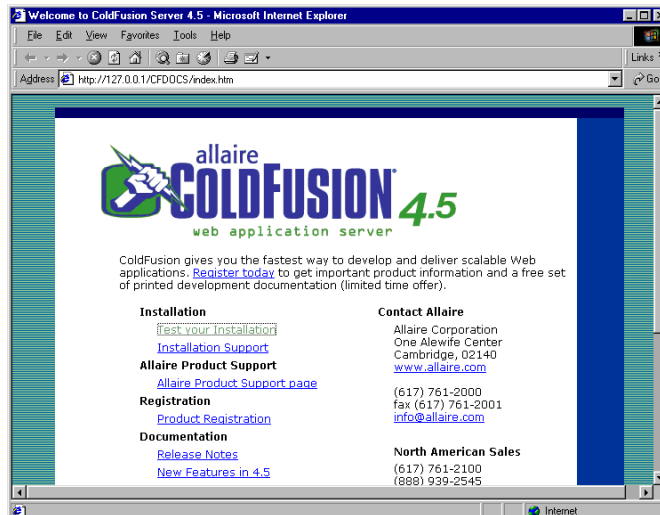 Welcome to ColdFusion Server 4.5 - Microsoft Internet Explorer
File Edit View Favorites Tools Help
Links
Address http://127.0.0.1/CFDOCS/index.htm Go
allaire
COLDFUSION 4.5
web application server
ColdFusion gives you the fastest way to develop and deliver scalable Web
applications. Register today to get important product information and a free set
of printed development documentation (limited time offer).
Installation
Test your Installation
Installation Support
Allaire Product Support
Allaire Product Support page
Registration
Product Registration
Documentation
Release Notes
New Features in 4.5
Contact Allaire
Allaire Corporation
One Alewife Center
Cambridge, 02140
www.allaire.com
(617) 761-2000
fax (617) 761-2001
info@allaire.com
North American Sales
(617) 761-2100
(888) 939-2545
Internet